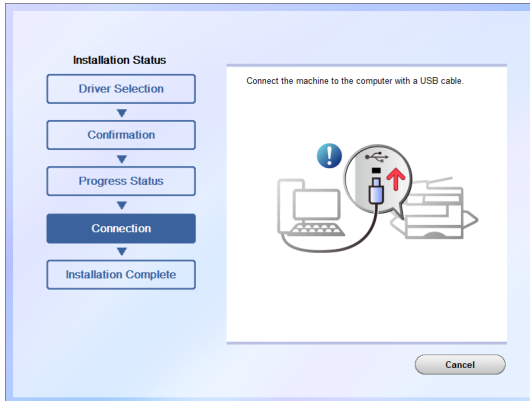 Installation Status
Driver Selection
Confirmation
Progress Status
Connection
Installation Complete
Connect the machine to the computer with a USB cable.
Cancel